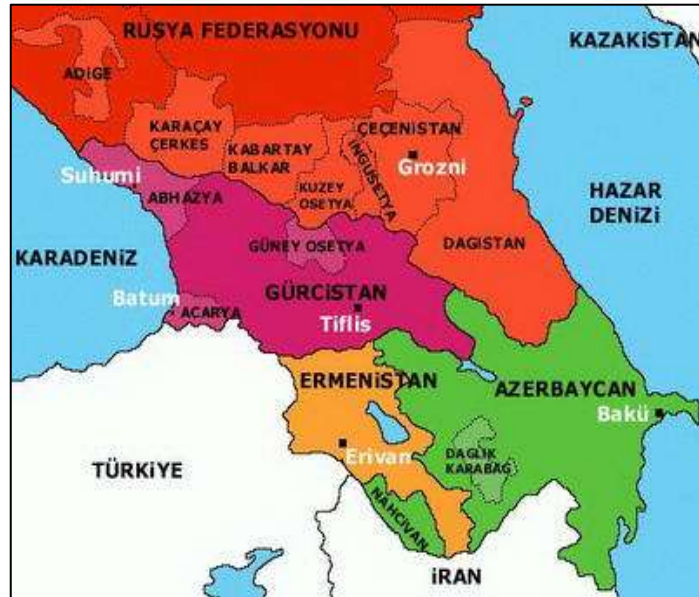 RUSYA FEDERASYONU
KAZAKİSTAN
ADİGE
KARAÇAY
ÇERKES
KABARTAY
BALKAR
ÇEÇENİSTAN
İNGUSETYA
Grozni
Suhumi
ABHAZYA
KUZEY
OSETYA
HAZAR
DENİZİ
KARADENİZ
GÜNEY OSETYA
DAGISTAN
Batum
ACARYA
GÜRCİSTAN
Tiflis
ERMENİSTAN
AZERBAYCAN
Bakü
TÜRKİYE
Erivan
DAGLIK
KARABAG
NAHCIVAN
İRAN